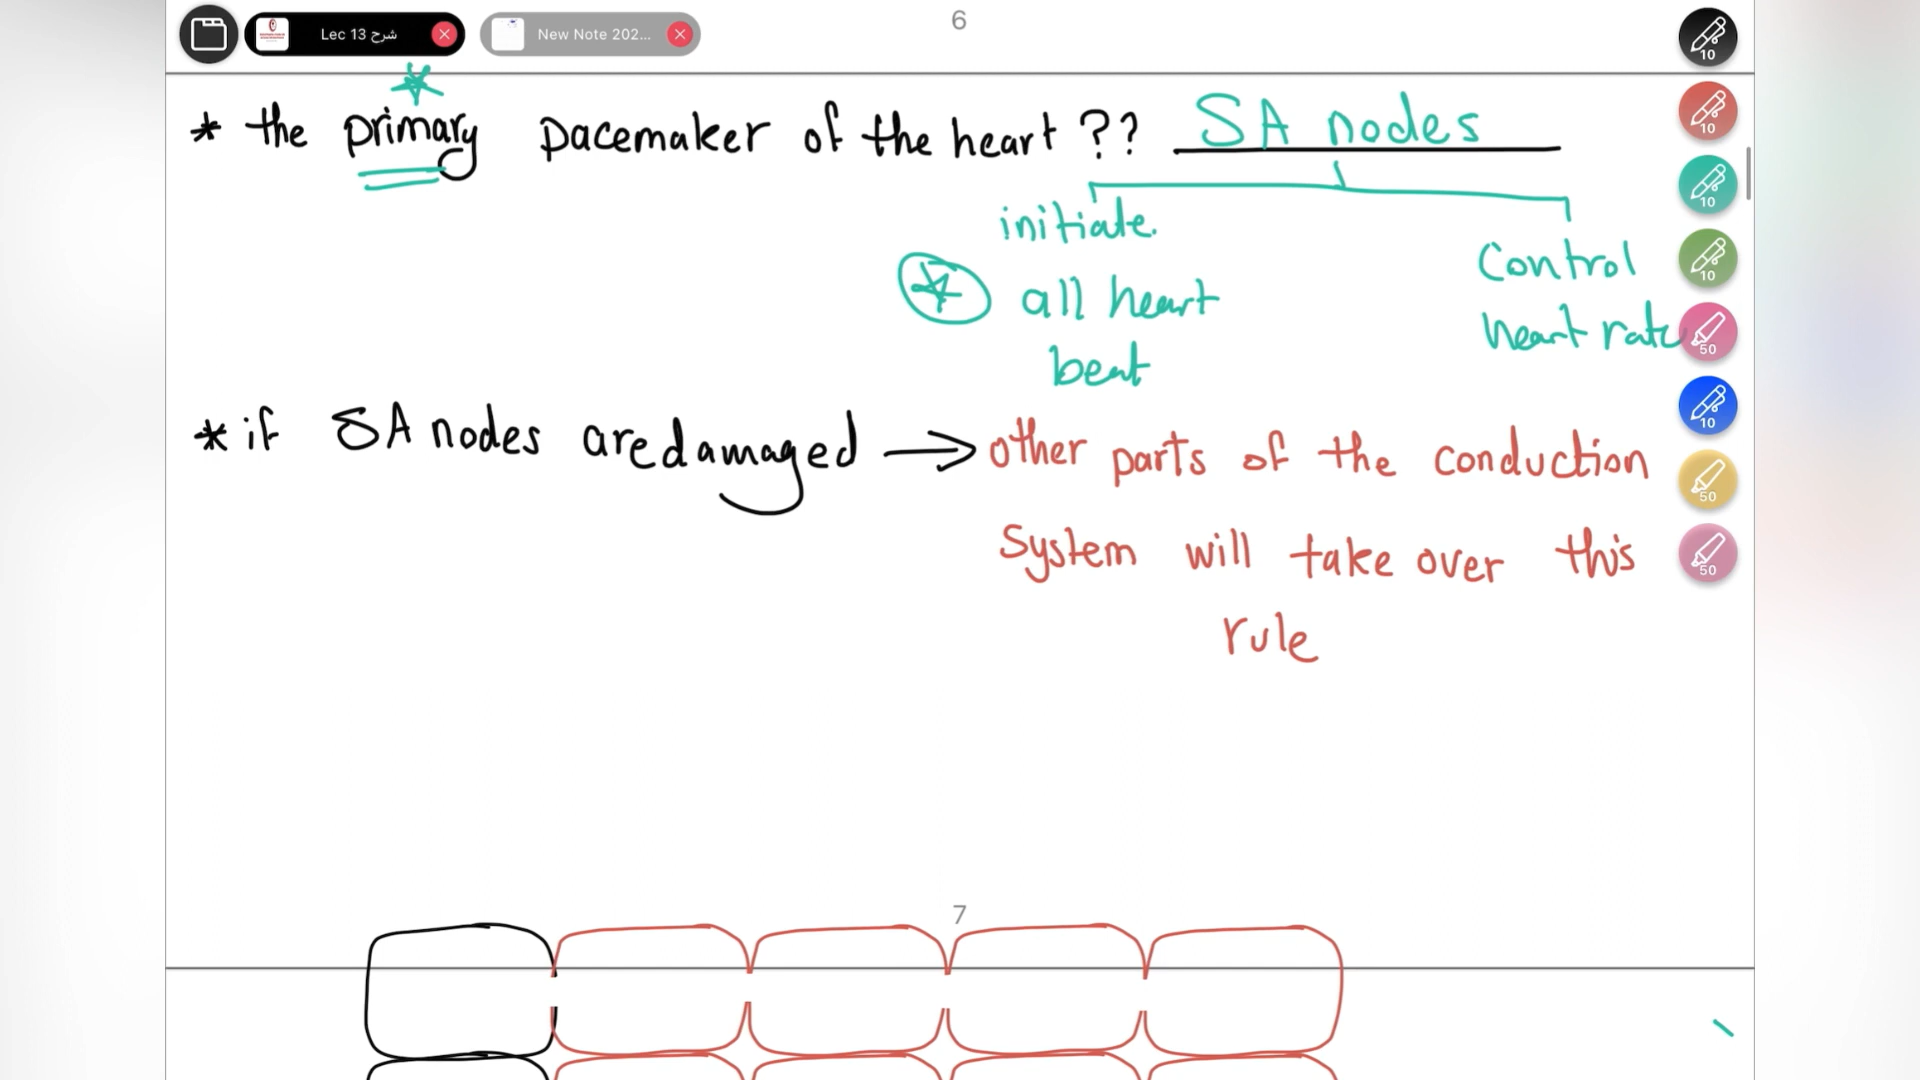 Lec 13 شرح
New Note 202...
6
* the primary pacemaker of the heart ?? SA nodes
initiate.
all heart
beat
Control
heart rate
* if SA nodes are damaged → other parts of the conduction
System will take over this
rule
7
10
10
10
10
50
10
50
50